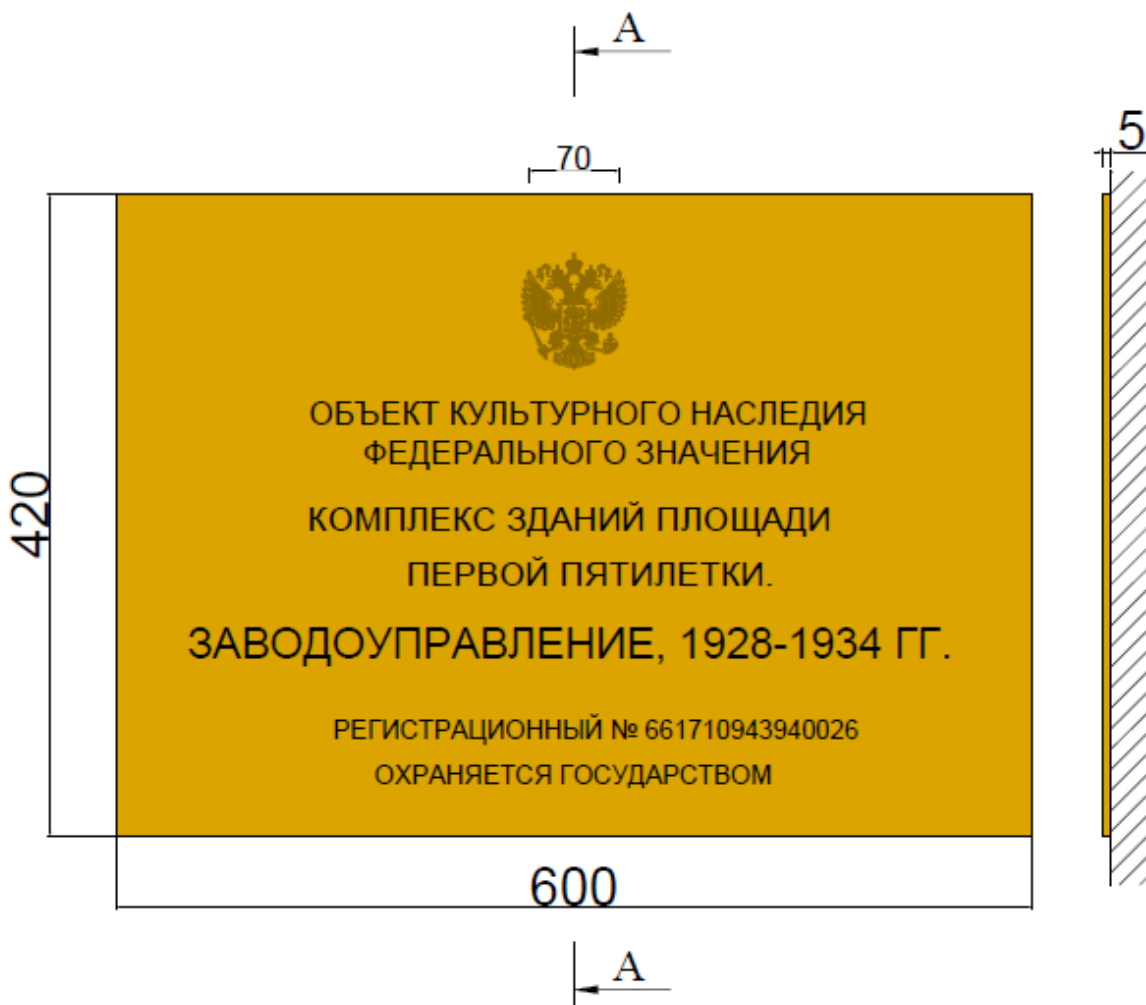 А
70
5
420
ОБЪЕКТ КУЛЬТУРНОГО НАСЛЕДИЯ
ФЕДЕРАЛЬНОГО ЗНАЧЕНИЯ
КОМПЛЕКС ЗДАНИЙ ПЛОЩАДИ
ПЕРВОЙ ПЯТИЛЕТКИ.
ЗАВОДОУПРАВЛЕНИЕ, 1928-1934 ГГ.
РЕГИСТРАЦИОННЫЙ № 661710943940026
ОХРАНЯЕТСЯ ГОСУДАРСТВОМ
600
А